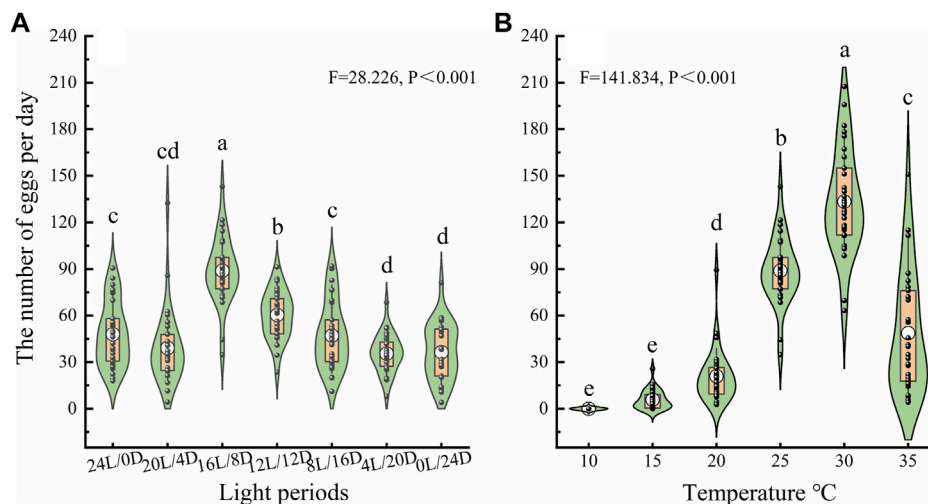 A
B
The number of eggs per day
240
210
180
150
120
90
60
30
0
F=28.226, P<0.001
c
cd
a
b
c
d
d
24L/0D 20L/4D 16L/8D 12L/12D 8L/16D 4L/20D 0L/24D
Light periods
240
210
180
150
120
90
60
30
0
F=141.834, P<0.001
e
e
d
b
a
c
10 15 20 25 30 35
Temperature °C